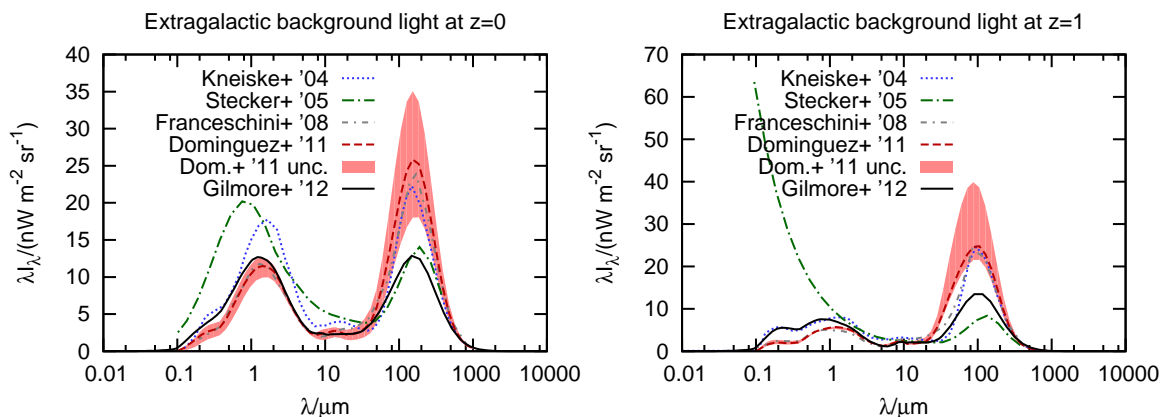 Extragalactic background light at z=0
40
35
30
25
20
15
10
5
0
λI_λ/(nW m⁻² sr⁻¹)
Kneiske+ '04
Stecker+ '05
Franceschini+ '08
Dominguez+ '11
Dom.+ '11 unc.
Gilmore+ '12
0.01 0.1 1 10 100 1000 10000
λ/μm
Extragalactic background light at z=1
70
60
50
40
30
20
10
0
λI_λ/(nW m⁻² sr⁻¹)
Kneiske+ '04
Stecker+ '05
Franceschini+ '08
Dominguez+ '11
Dom.+ '11 unc.
Gilmore+ '12
0.01 0.1 1 10 100 1000 10000
λ/μm